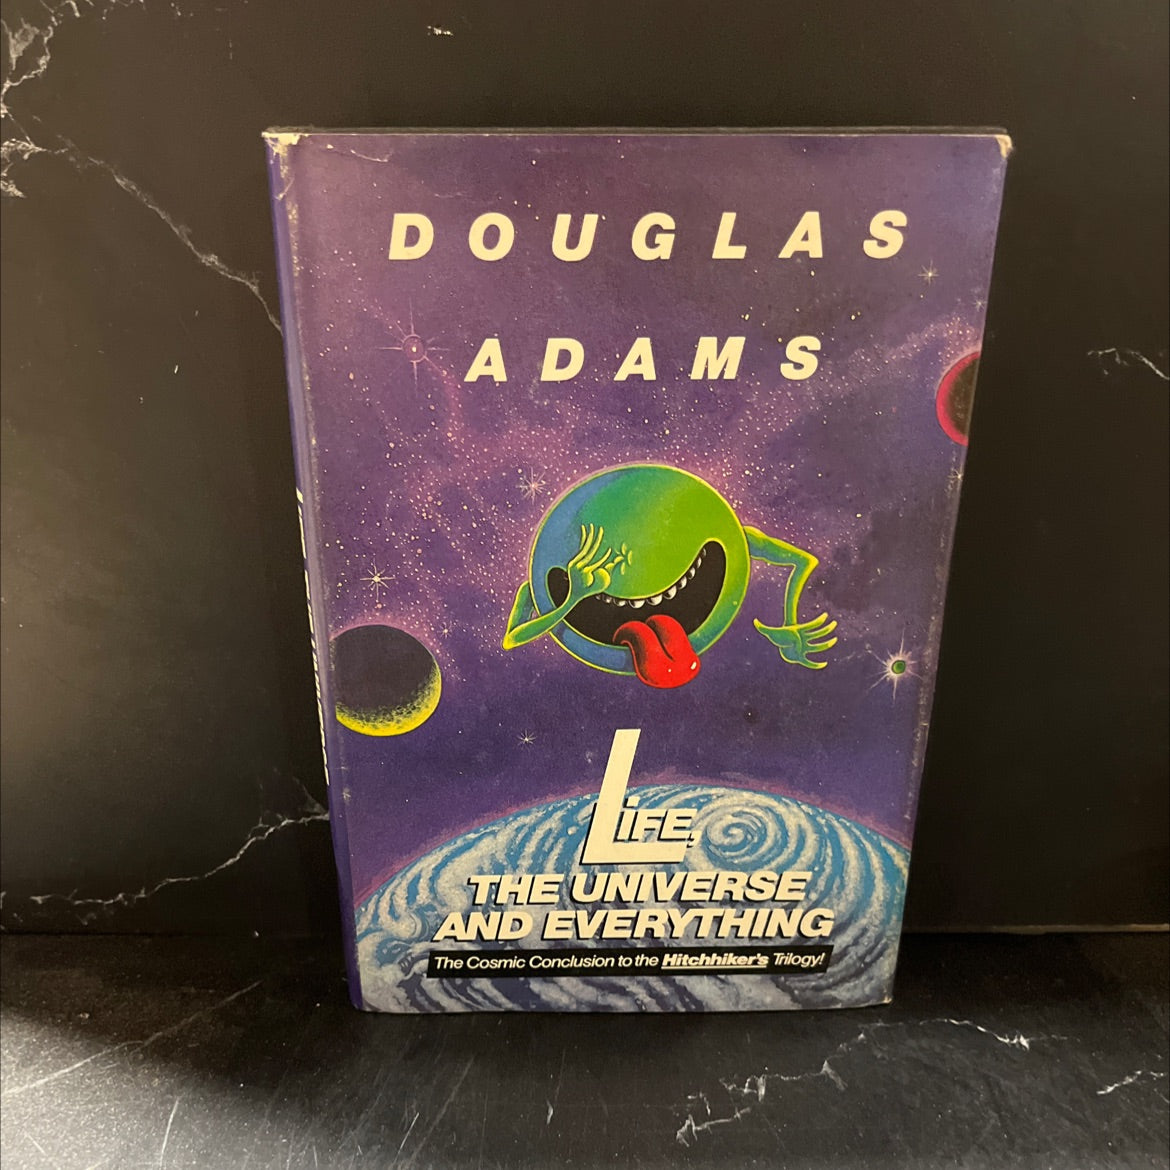 DOUGLAS
ADAMS
LIFE,
THE UNIVERSE
AND EVERYTHING
The Cosmic Conclusion to the Hitchhiker's Trilogy!